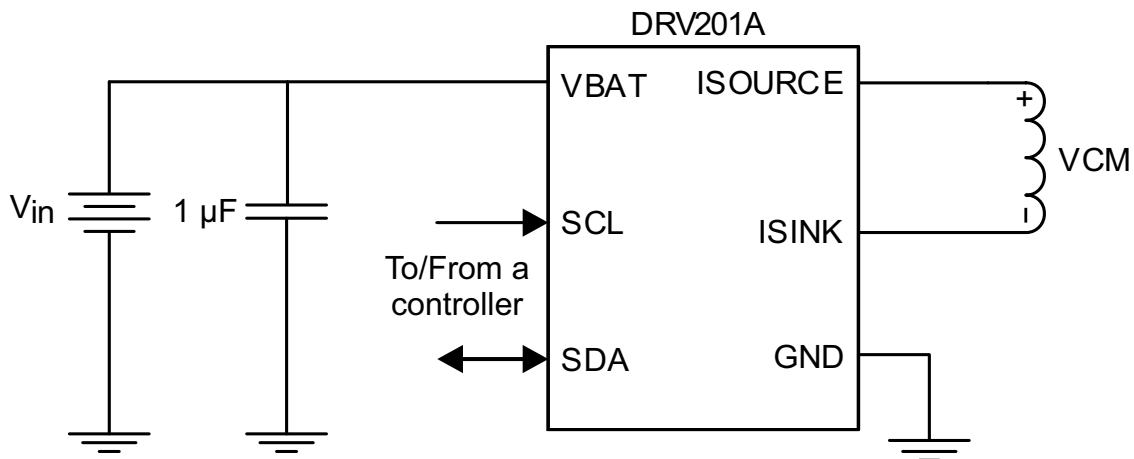 DRV201A
VBAT
ISOURCE
+
Vin
1 µF
VCM
SCL
ISINK
-
To/From a
controller
SDA
GND